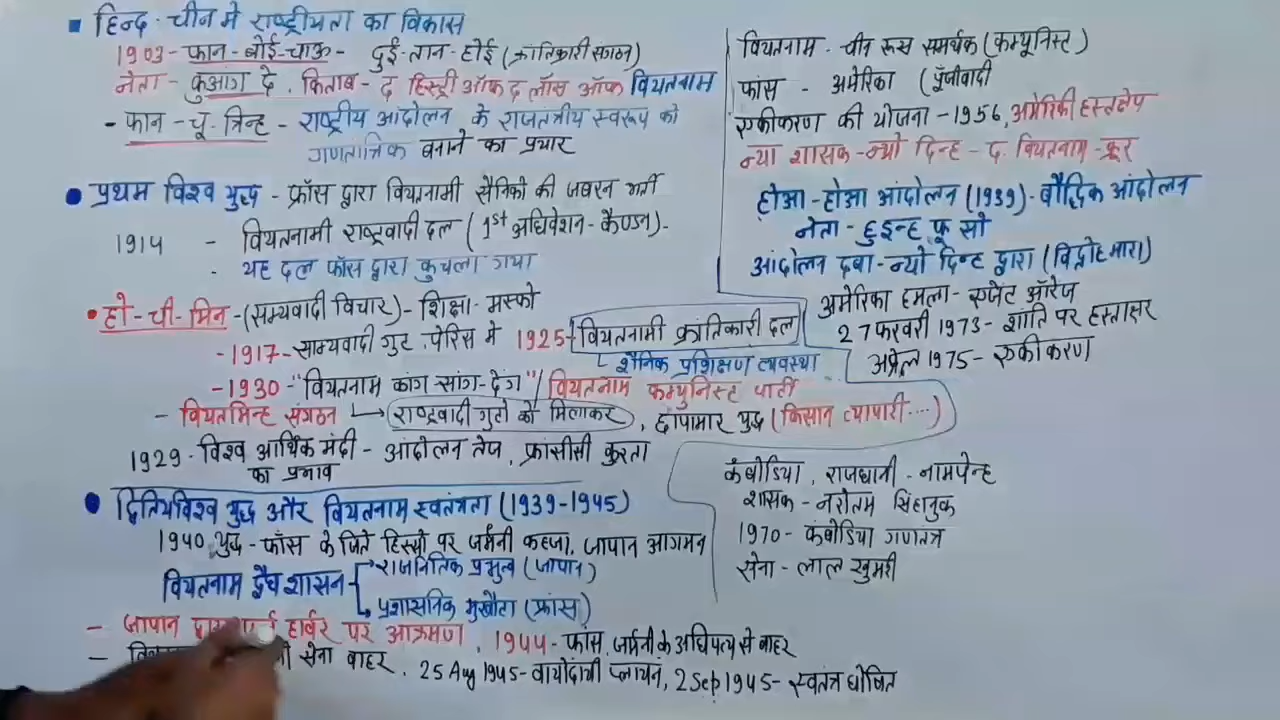 हिन्द-चीन मे राष्ट्रीयता का विकास
1903-फान-बोई-चाऊ- दुई-तान-होई (क्रांतिकारी संगठन)
नेता-कुआंग दे. किताब-द हिस्ट्री ऑफ द लॉस ऑफ वियतनाम
- फान-चू-त्रिन्ह- राष्ट्रीय आंदोलन के राजतंत्रीय स्वरूप को
गणतांत्रिक बनाने का प्रचार
प्रथम विश्व युद्ध - फ्रांस द्वारा वियतनामी सैनिकों की जबरन भर्ती
1914 - वियतनामी राष्ट्रवादी दल (1st अधिवेशन-कैण्टन).
- यह दल फ्रांस द्वारा कुचला गया
हो-ची-मिन-(साम्यवादी विचार)-शिक्षा-मस्को
-1917-साम्यवादी गुट पेरिस मे 1925-वियतनामी क्रांतिकारी दल
सैनिक प्रशिक्षण व्यवस्था
-1930-"वियतनाम कांग सांग-देंग"/वियतनाम कम्युनिस्ट पार्टी
- वियतमिन्ह संगठन → राष्ट्रवादी गुटो को मिलाकर, छापामार युद्ध (किसान व्यापारी....)
1929-विश्व आर्थिक मंदी - आंदोलन तेज, फ्रांसीसी क्रुरता
का प्रभाव
द्वितिय विश्व युद्ध और वियतनाम स्वतंत्रता (1939-1945)
1940 युद्ध-फ्रांस के जिते हिस्सो पर जर्मनी कब्जा, जापान आगमन
वियतनाम द्वैध शासन- राजनितिक प्रभुत्व (जापान)
प्रशासनिक मुखौटा (फ्रांस)
- जापान हार्बर पर आक्रमण. 1944-फ्रांस जर्मनी के अधिपत्य से बाहर
- सेना बाहर. 25 Aug 1945-बायोदायी प्लायन, 2 Sep 1945-स्वतंत्र घोषित
वियतनाम - चीन रूस समर्थक (कम्यूनिस्ट)
फ्रांस - अमेरिका (पूँजीवादी
एकीकरण की योजना-1956, अमेरिकी हस्तक्षेप
न्या शासक-न्यो दिन्ह-द. वियतनाम-क्रूर
होआ-होआ आंदोलन (1939)-बौद्धिक आंदोलन
नेता-हुइन्ह फू सो
आंदोलन दबा-न्यो दिन्ह द्वारा (विद्रोह मारा)
अमेरिका हमला-एजेंट ऑरेंज
27 फरवरी 1973-शांति पर हस्ताक्षर
अप्रेल 1975-एकीकरण
कंबोडिया, राजधानी - नामपेन्ह
शासक-नरोतम सिंहानुक
1970-कंबोडिया गणतंत्र
सेना-लाल खुमरी